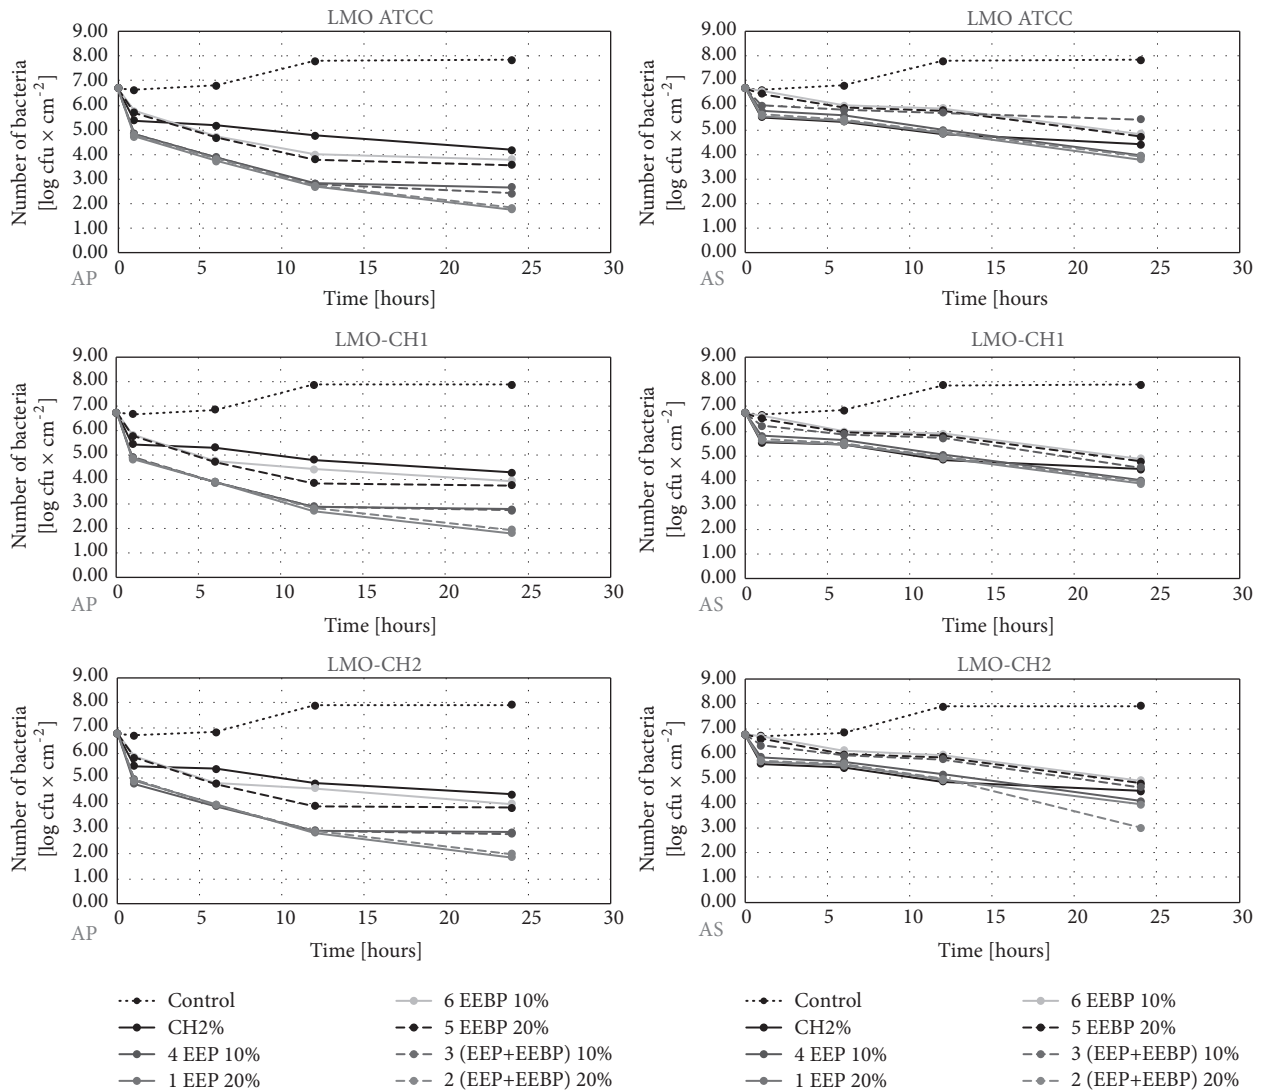 LMO ATCC
Number of bacteria
[log cfu × cm-2]
9.00
8.00
7.00
6.00
5.00
4.00
3.00
2.00
1.00
0.00
0 5 10 15 20 25 30
AP
Time [hours]
LMO ATCC
Number of bacteria
[log cfu × cm-2]
9.00
8.00
7.00
6.00
5.00
4.00
3.00
2.00
1.00
0.00
0 5 10 15 20 25 30
AS
Time [hours
LMO-CH1
Number of bacteria
[log cfu × cm-2]
9.00
8.00
7.00
6.00
5.00
4.00
3.00
2.00
1.00
0.00
0 5 10 15 20 25 30
AP
Time [hours]
LMO-CH1
Number of bacteria
[log cfu × cm-2]
9.00
8.00
7.00
6.00
5.00
4.00
3.00
2.00
1.00
0.00
0 5 10 15 20 25 30
AS
Time [hours]
LMO-CH2
Number of bacteria
[log cfu × cm-2]
9.00
8.00
7.00
6.00
5.00
4.00
3.00
2.00
1.00
0.00
0 5 10 15 20 25 30
AP
Time [hours]
LMO-CH2
Number of bacteria
[log cfu × cm-2]
9.00
8.00
7.00
6.00
5.00
4.00
3.00
2.00
1.00
0.00
0 5 10 15 20 25 30
AS
Time [hours]
Control
CH2%
4 EEP 10%
1 EEP 20%
6 EEBP 10%
5 EEBP 20%
3 (EEP+EEBP) 10%
2 (EEP+EEBP) 20%
Control
CH2%
4 EEP 10%
1 EEP 20%
6 EEBP 10%
5 EEBP 20%
3 (EEP+EEBP) 10%
2 (EEP+EEBP) 20%